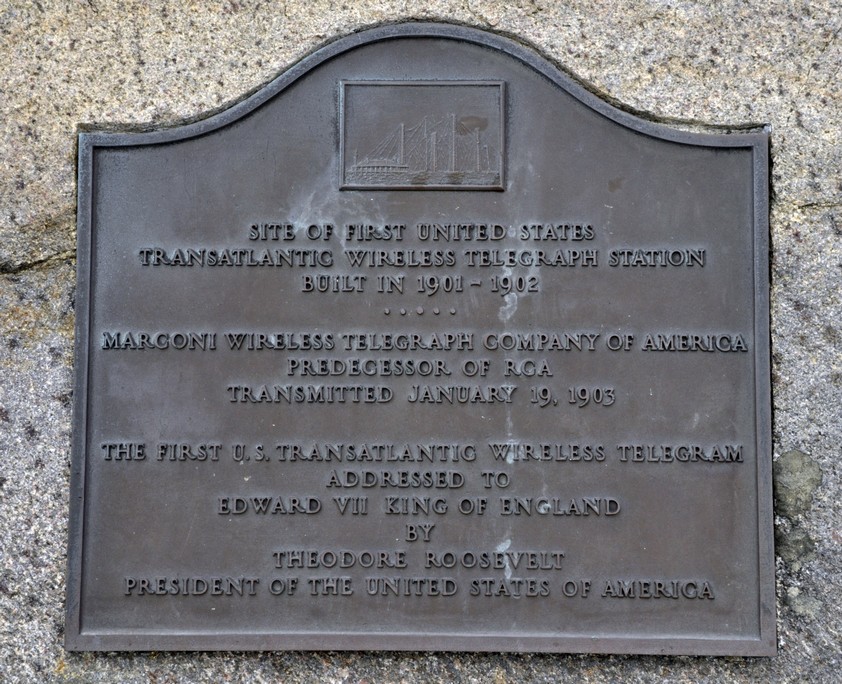 SITE OF FIRST UNITED STATES
TRANSATLANTIC WIRELESS TELEGRAPH STATION
BUILT IN 1901 - 1902
. . . . .
MARCONI WIRELESS TELEGRAPH COMPANY OF AMERICA
PREDECESSOR OF RCA
TRANSMITTED JANUARY 19, 1903
THE FIRST U.S. TRANSATLANTIC WIRELESS TELEGRAM
ADDRESSED TO
EDWARD VII KING OF ENGLAND
BY
THEODORE ROOSEVELT
PRESIDENT OF THE UNITED STATES OF AMERICA